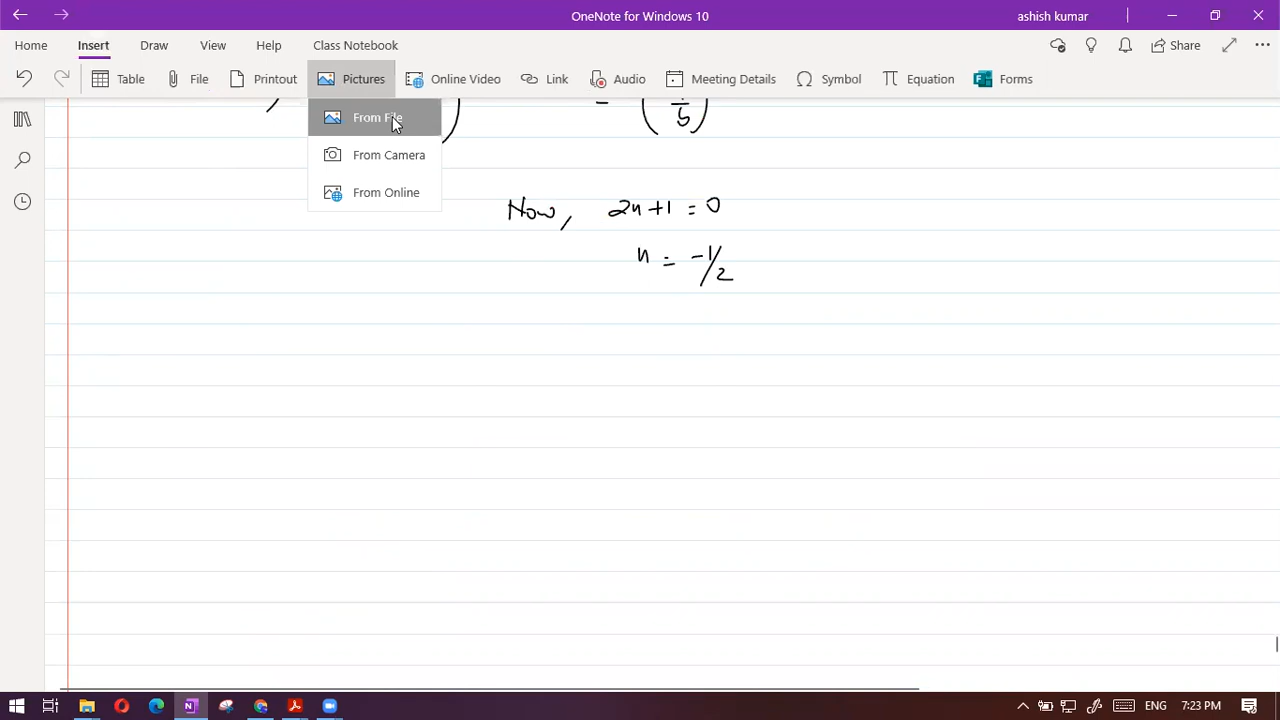 OneNote for Windows 10
ashish kumar
Home Insert Draw View Help Class Notebook
Share
Table File Printout Pictures Online Video Link Audio Meeting Details Symbol Equation Forms
From File
From Camera
From Online
5
Now, 2n+1 = 0
n = -1/2
ENG 7:23 PM